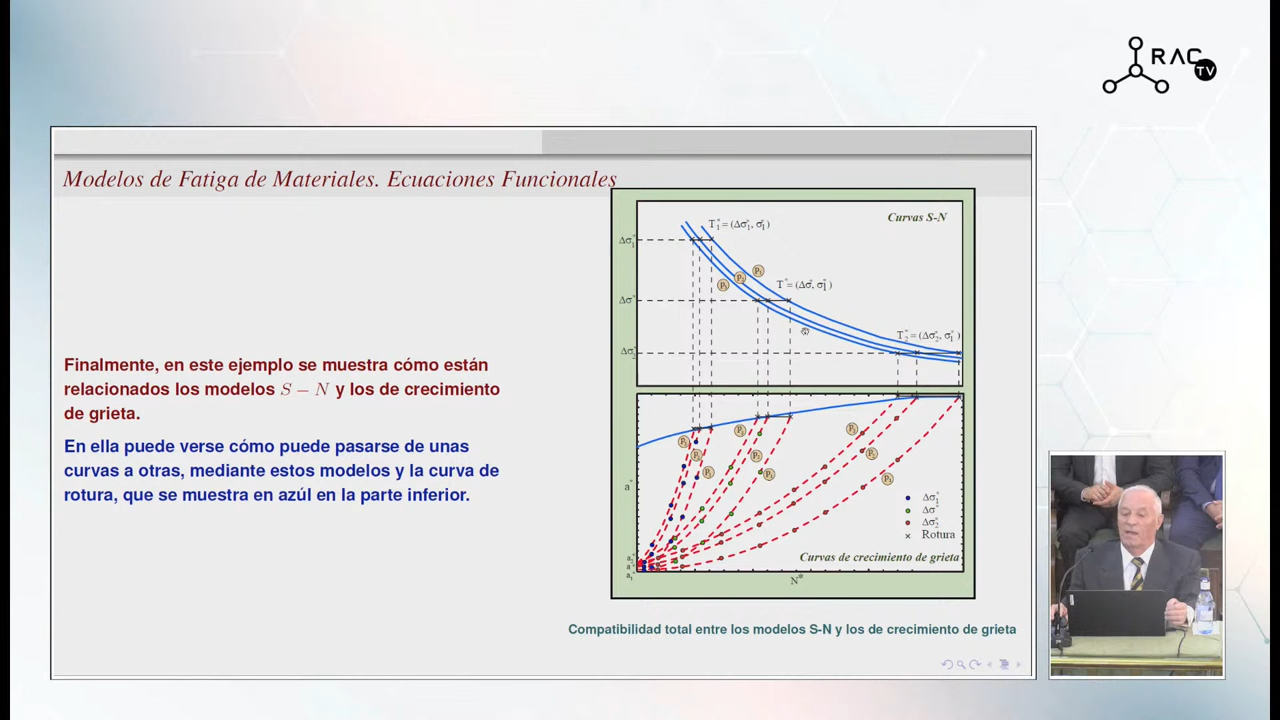 RAC
TV
Modelos de Fatiga de Materiales. Ecuaciones Funcionales
Finalmente, en este ejemplo se muestra cómo están
relacionados los modelos S − N y los de crecimiento
de grieta.
En ella puede verse cómo puede pasarse de unas
curvas a otras, mediante estos modelos y la curva de
rotura, que se muestra en azúl en la parte inferior.
Curvas S-N
Δσ*
a*
Rotura
Curvas de crecimiento de grieta
N*
Compatibilidad total entre los modelos S-N y los de crecimiento de grieta